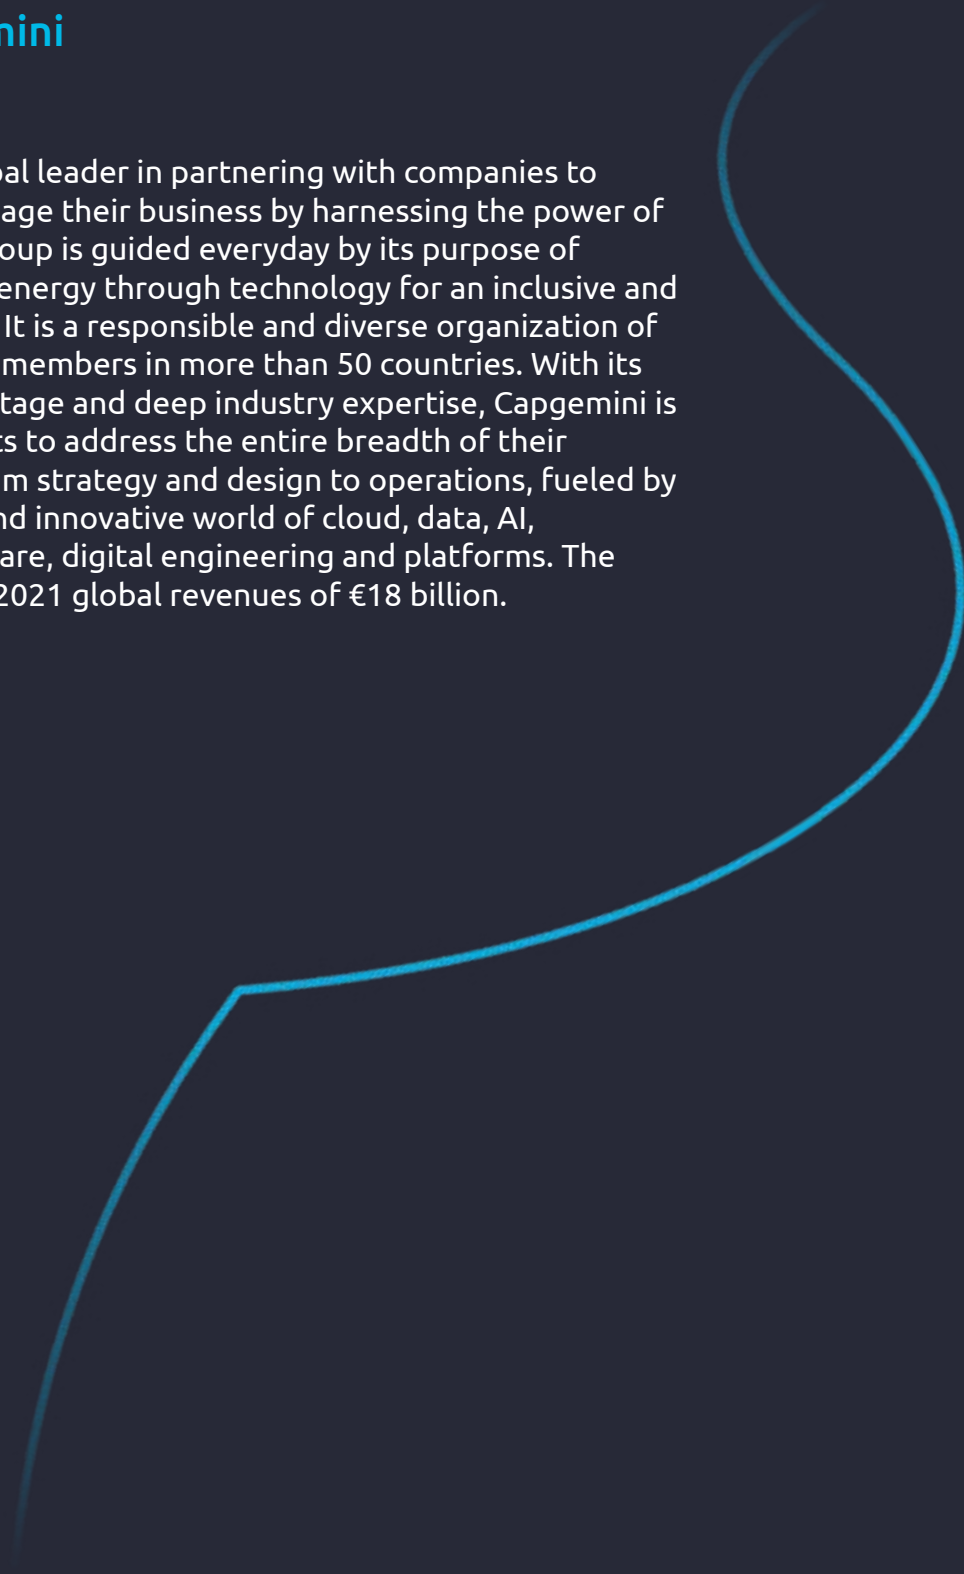 mini
bal leader in partnering with companies to
age their business by harnessing the power of
oup is guided everyday by its purpose of
energy through technology for an inclusive and
It is a responsible and diverse organization of
members in more than 50 countries. With its
tage and deep industry expertise, Capgemini is
ts to address the entire breadth of their
m strategy and design to operations, fueled by
nd innovative world of cloud, data, AI,
are, digital engineering and platforms. The
2021 global revenues of €18 billion.